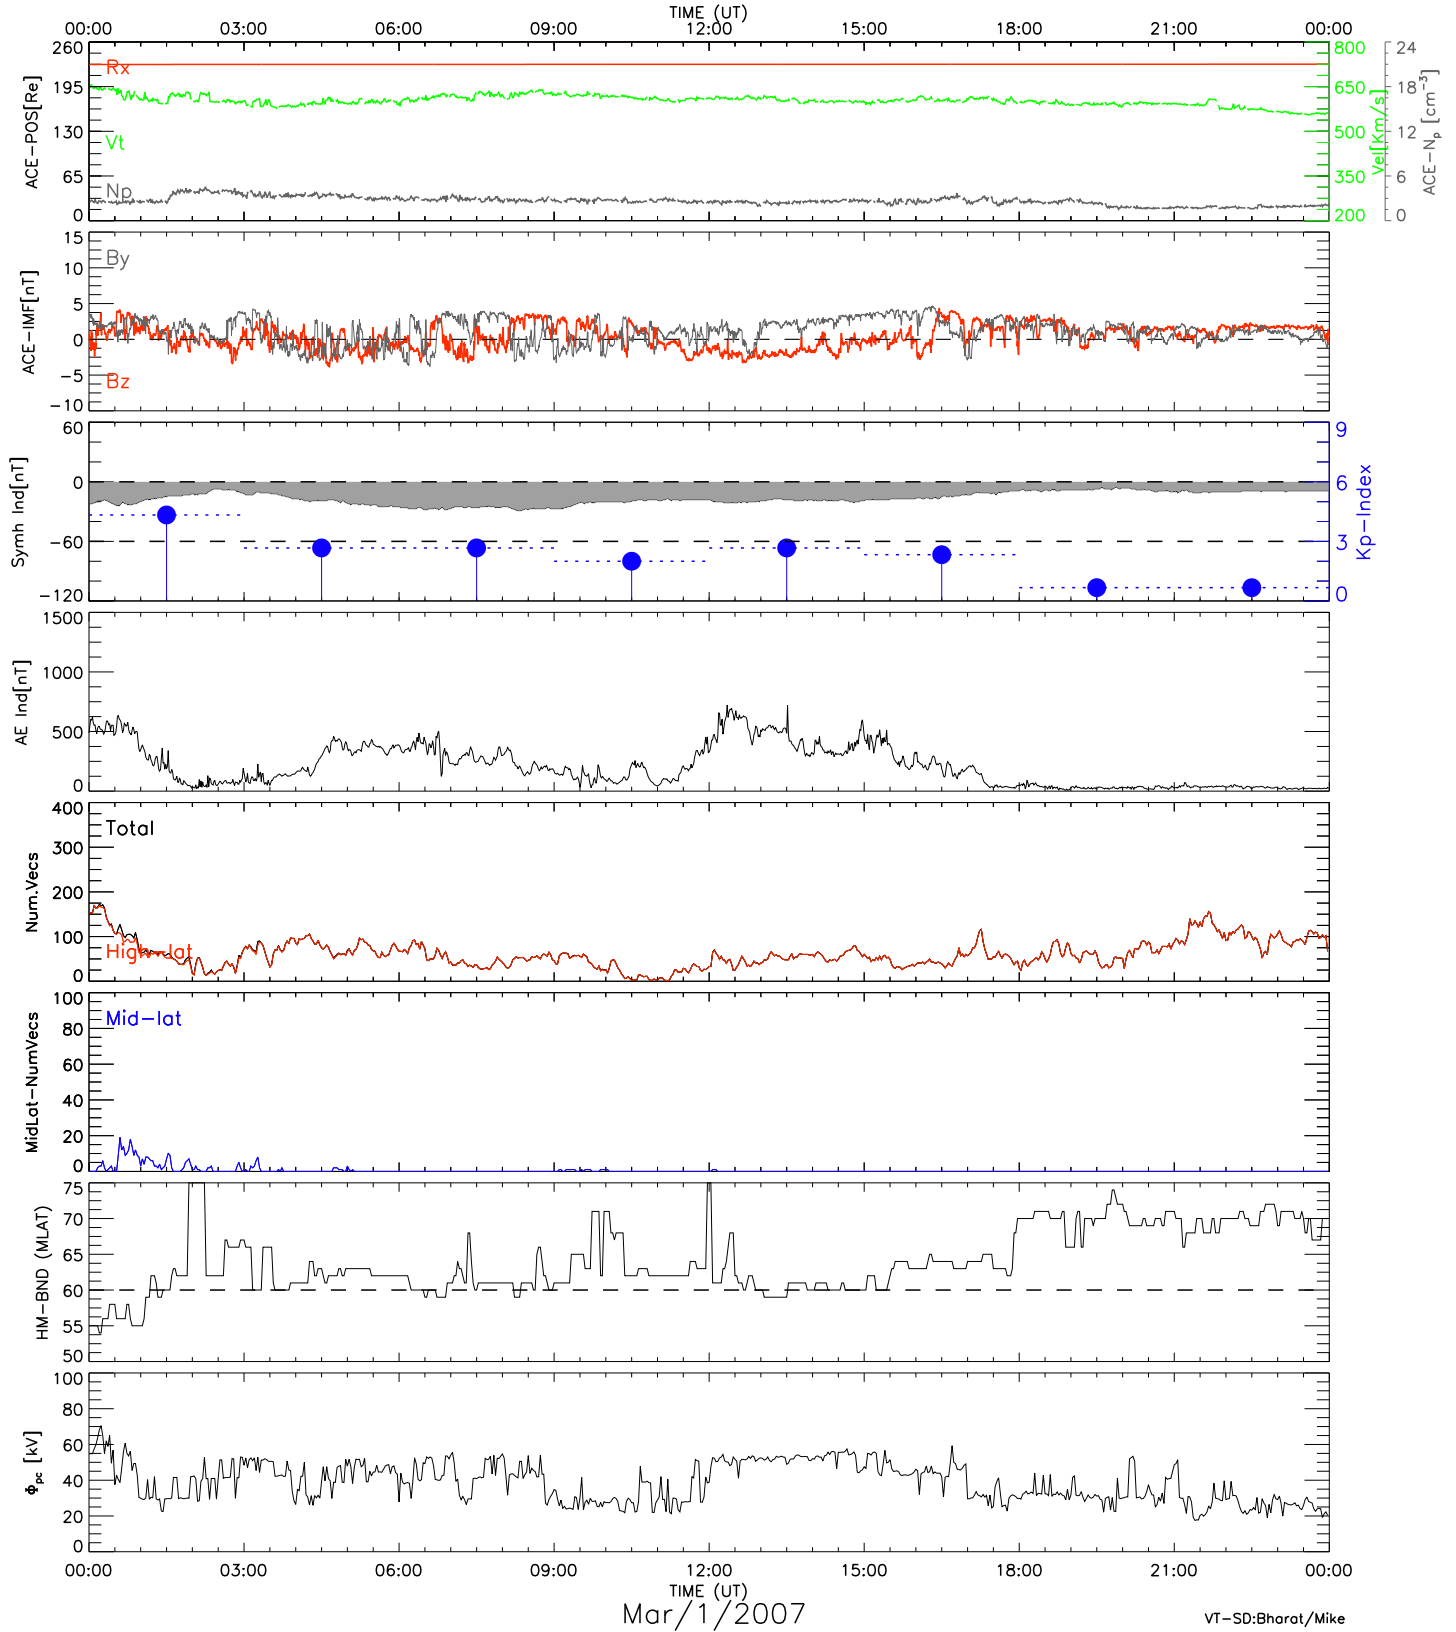 TIME (UT)
00:00 03:00 06:00 09:00 12:00 15:00 18:00 21:00 00:00
260
195
130
65
0
ACE-POS[Re]
Rx
Vt
Np
800
650
500
350
200
Vel[Km/s]
24
18
12
6
0
ACE-Np [cm-3]
15
10
5
0
-5
-10
ACE-IMF[nT]
By
Bz
60
0
-60
-120
Symh Ind[nT]
9
6
3
0
Kp-Index
1500
1000
500
0
AE Ind[nT]
400
300
200
100
0
Num.Vecs
Total
High-lat
100
80
60
40
20
0
MidLat-NumVecs
Mid-lat
75
70
65
60
55
50
HM-BND (MLAT)
100
80
60
40
20
0
Φpc [kV]
00:00 03:00 06:00 09:00 12:00 15:00 18:00 21:00 00:00
TIME (UT)
Mar/1/2007
VT-SD:Bharat/Mike